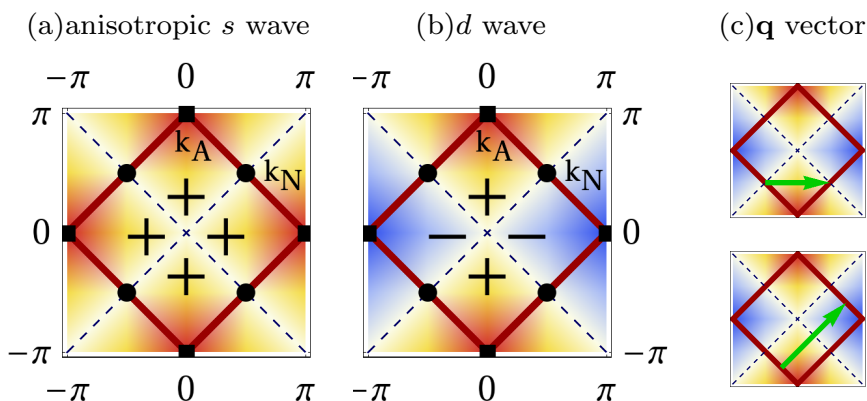 (a)anisotropic s wave (b)d wave (c)q vector
−π 0 π −π 0 π
π
k_A k_A
k_N k_N
+ +
0 + + − − 0
+ +
−π −π
−π 0 π −π 0 π